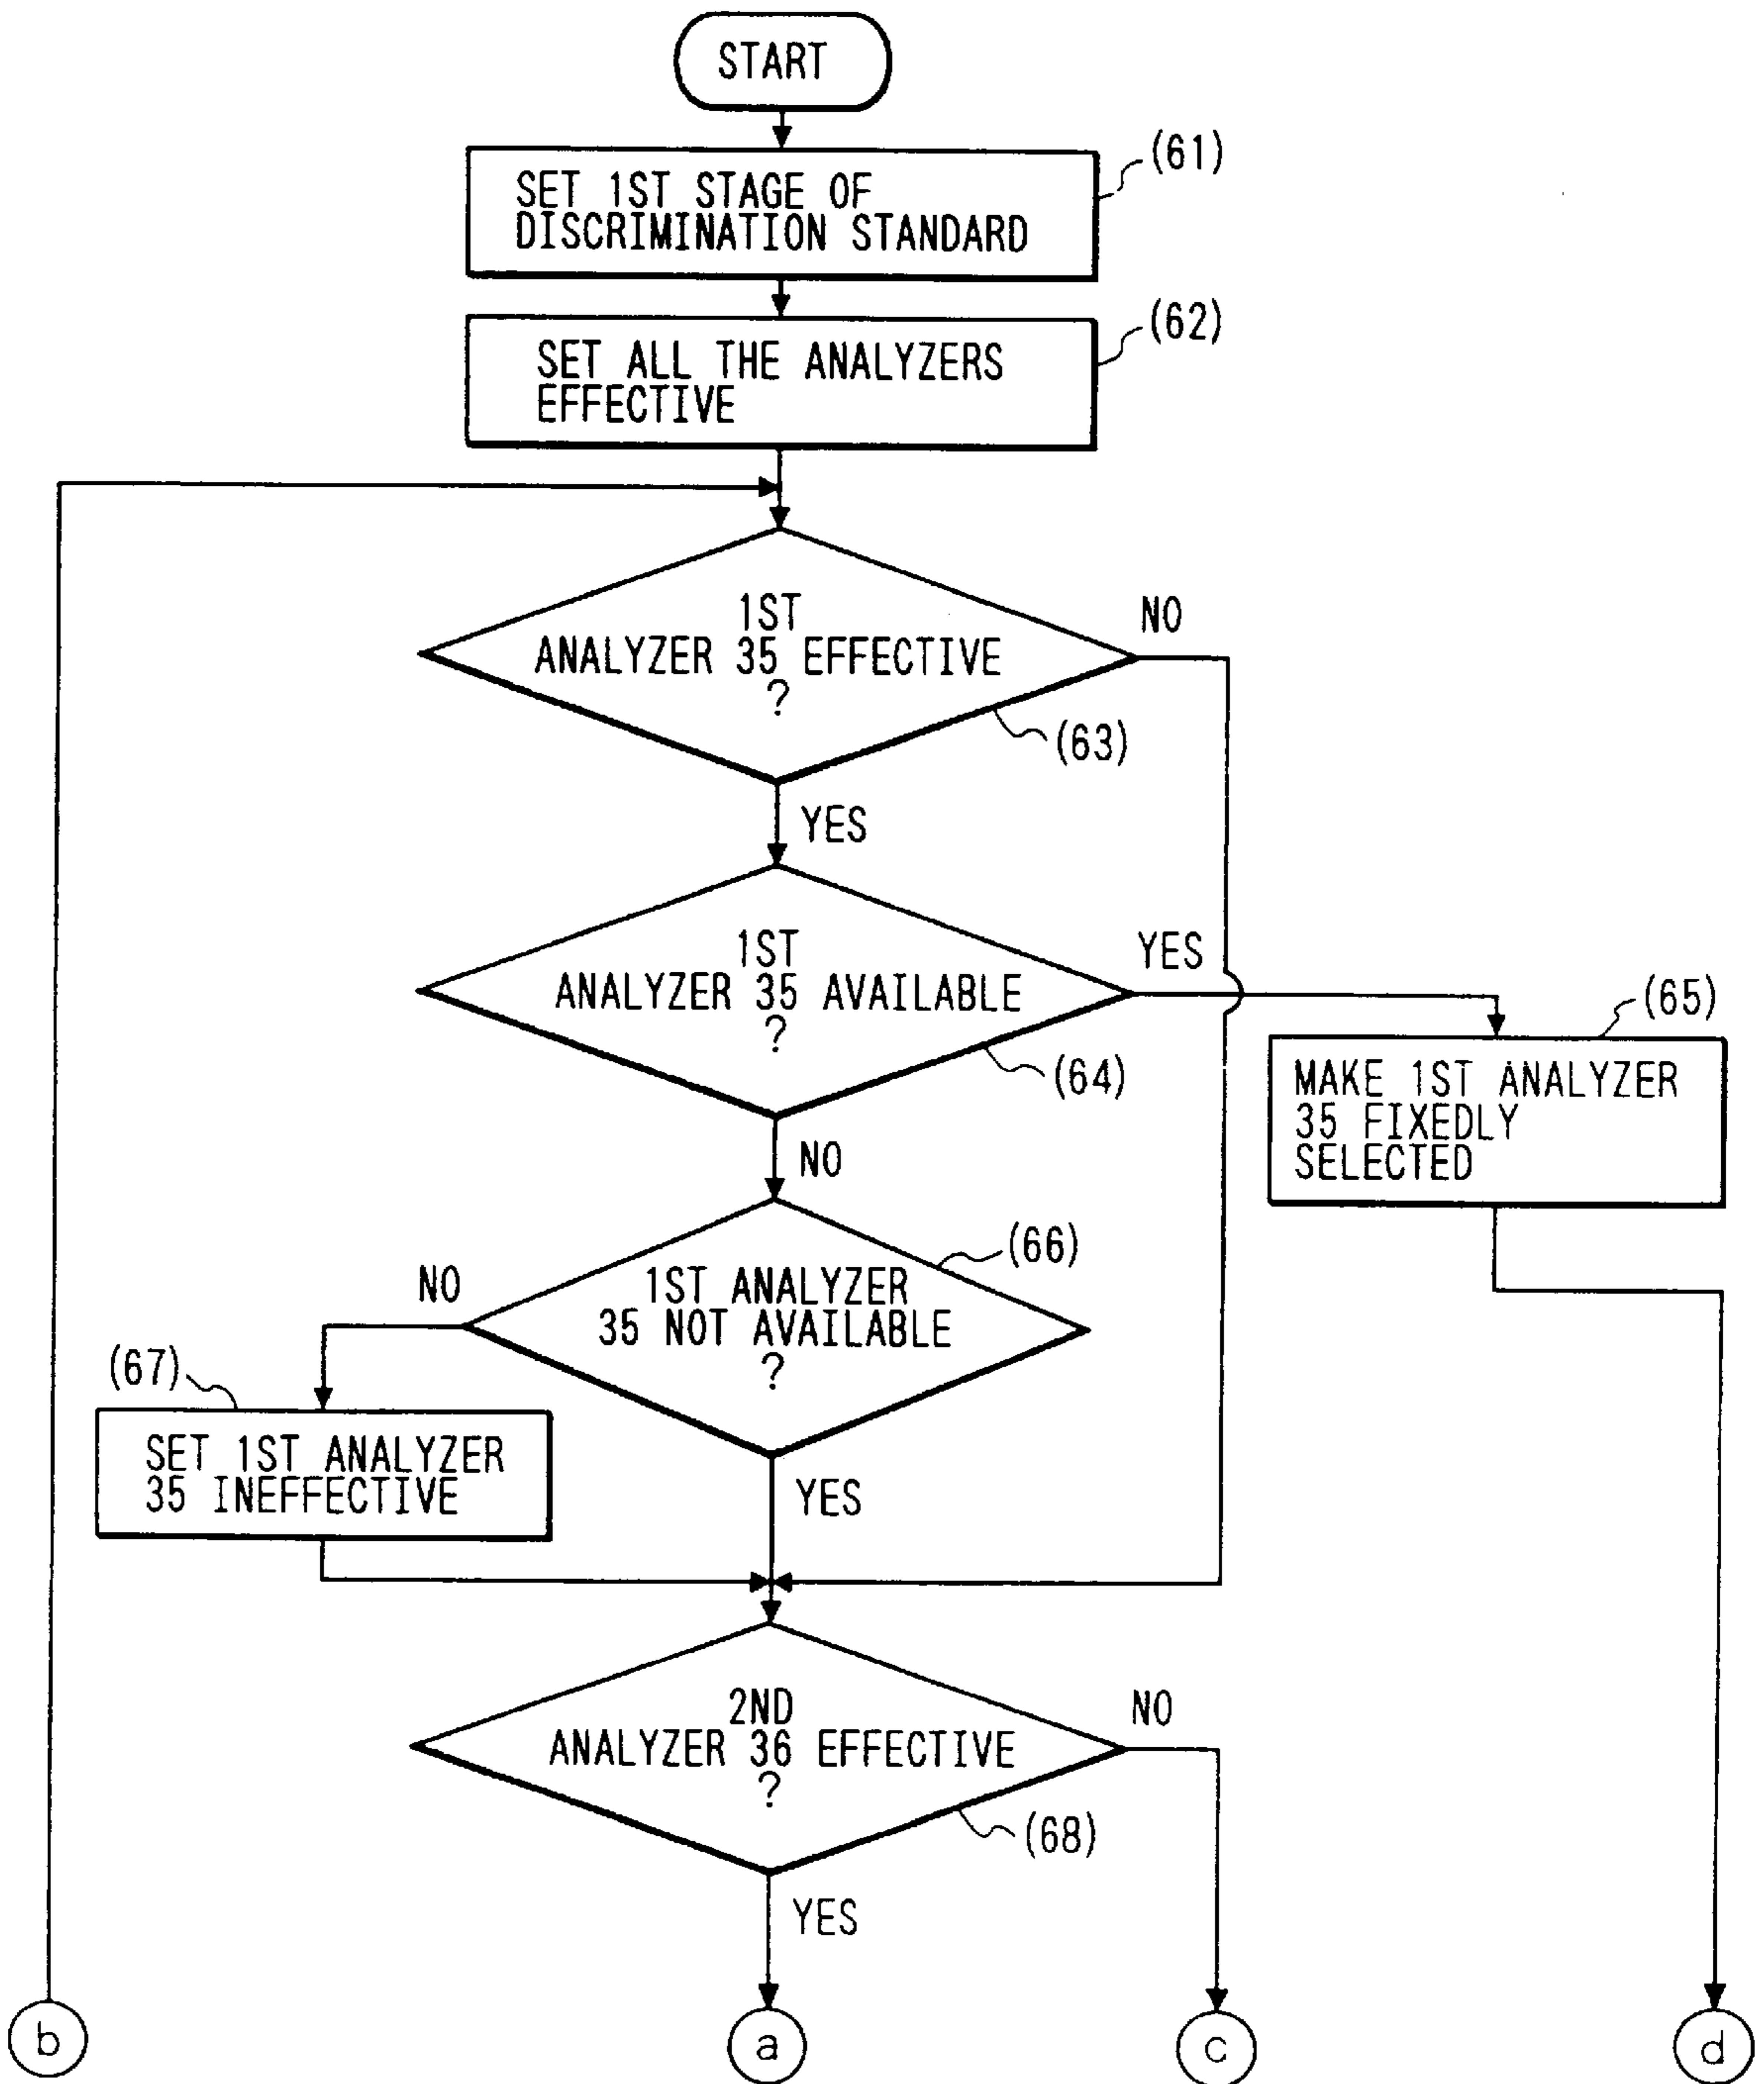 START
(61)
SET 1ST STAGE OF
DISCRIMINATION STANDARD
(62)
SET ALL THE ANALYZERS
EFFECTIVE
1ST
ANALYZER 35 EFFECTIVE
?
NO
(63)
YES
1ST
ANALYZER 35 AVAILABLE
?
YES
(64)
(65)
MAKE 1ST ANALYZER
35 FIXEDLY
SELECTED
NO
(66)
1ST ANALYZER
35 NOT AVAILABLE
?
NO
(67)
SET 1ST ANALYZER
35 INEFFECTIVE
YES
2ND
ANALYZER 36 EFFECTIVE
?
NO
(68)
YES
b
a
c
d